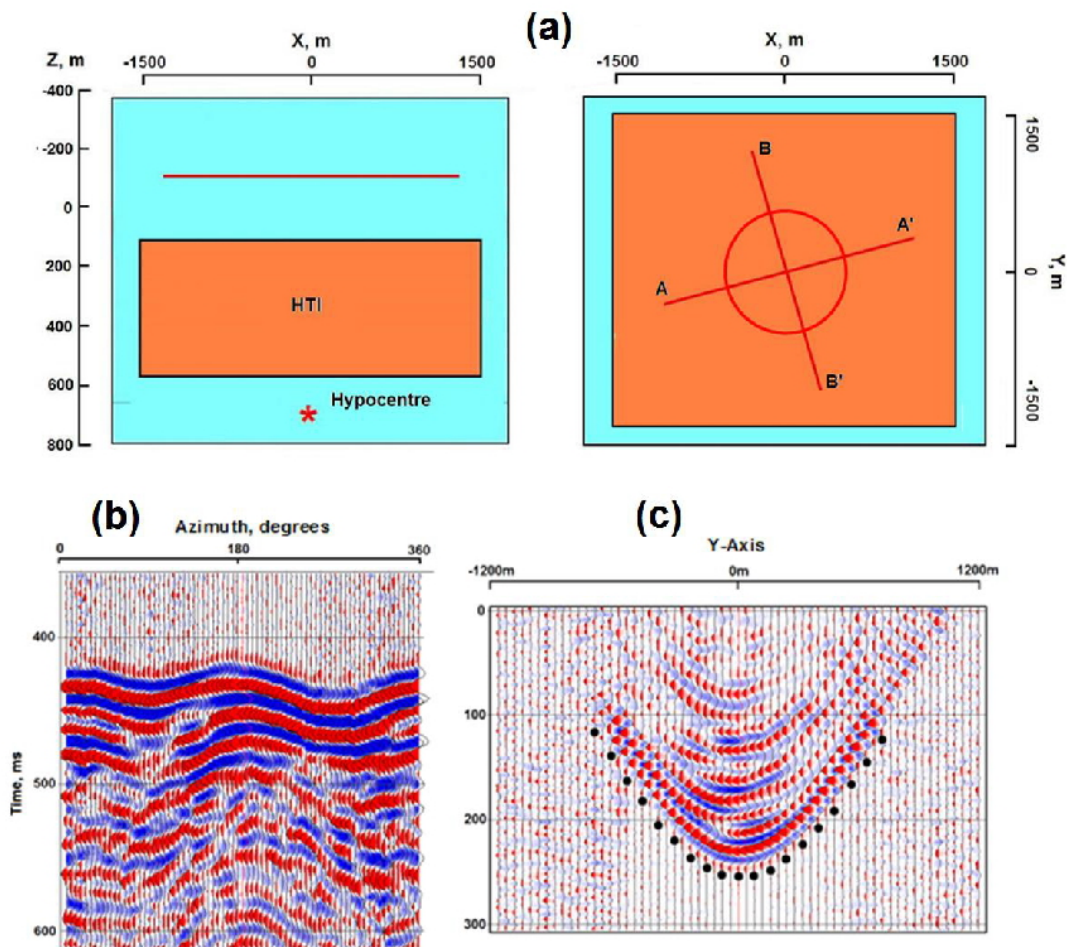 (a)
X, m
Z, m
-1500 0 1500
-400
-200
0
200
400
600
800
HTI
Hypocentre
*
X, m
-1500 0 1500
B
A'
A
B'
1500
0
-1500
Y, m
(b)
Azimuth, degrees
0 180 360
400
500
600
Time, ms
(c)
Y-Axis
-1200m 0m 1200m
0
100
200
300